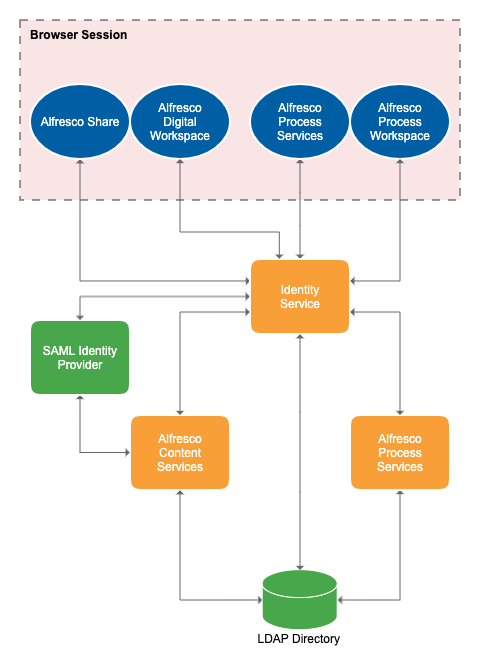 Browser Session
Alfresco Share
Alfresco
Digital
Workspace
Alfresco
Process
Services
Alfresco
Process
Workspace
Identity
Service
SAML Identity
Provider
Alfresco
Content
Services
Alfresco
Process
Services
LDAP Directory